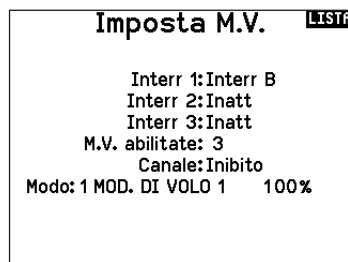 Imposta M.V.
LISTA
Interr 1: Interr B
Interr 2: Inatt
Interr 3: Inatt
M.V. abilitate: 3
Canale: Inibito
Modo: 1 MOD. DI VOLO 1 100%